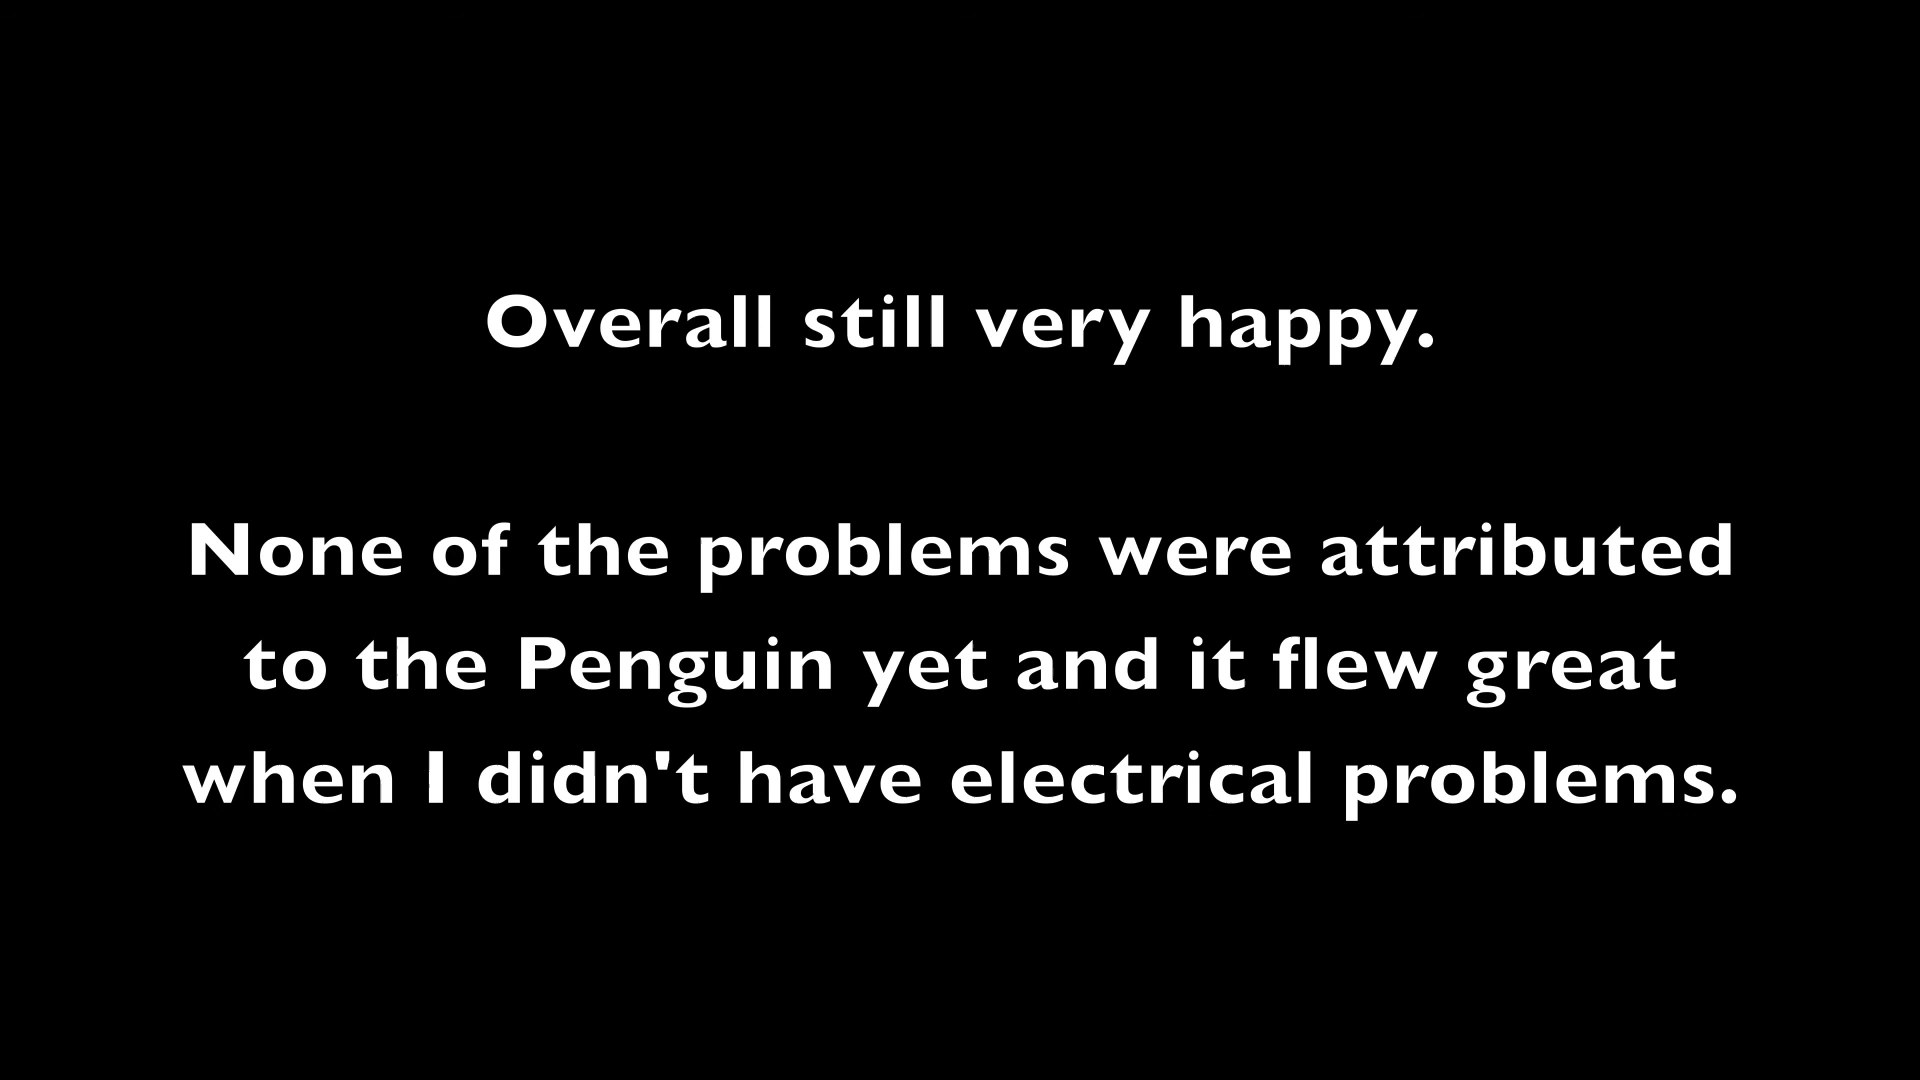 Overall still very happy.
None of the problems were attributed
to the Penguin yet and it flew great
when I didn't have electrical problems.